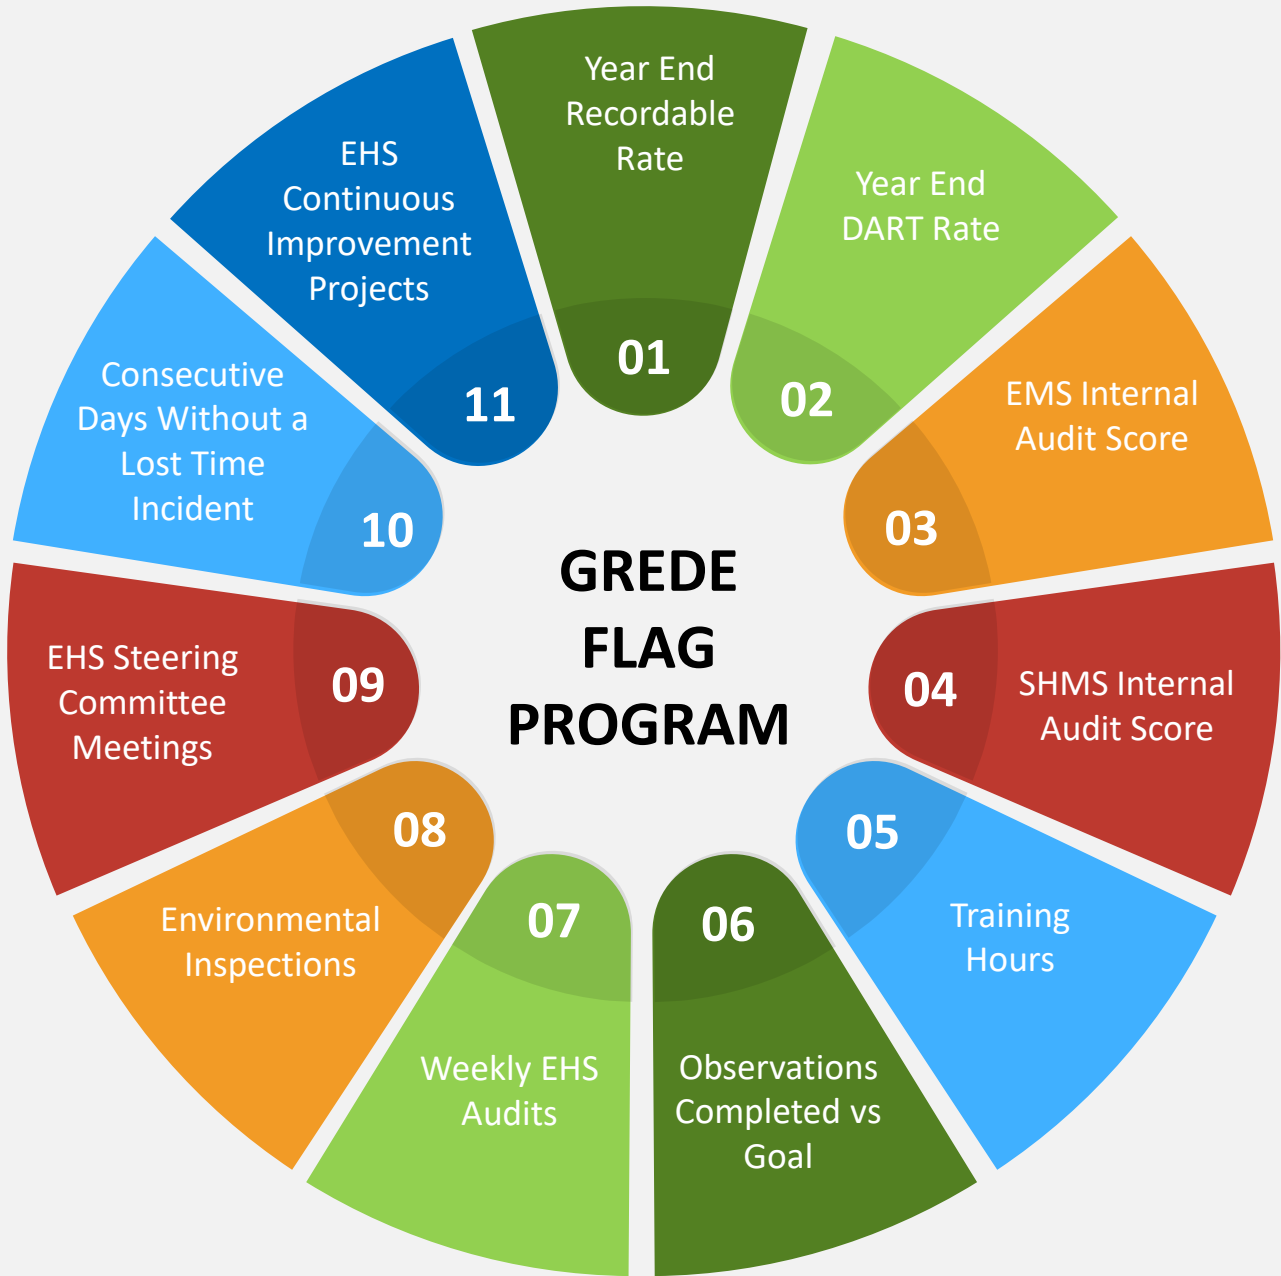 Year End
Recordable
Rate
01
Year End
DART Rate
02
EMS Internal
Audit Score
03
SHMS Internal
Audit Score
04
Training
Hours
05
Observations
Completed vs
Goal
06
Weekly EHS
Audits
07
Environmental
Inspections
08
EHS Steering
Committee
Meetings
09
Consecutive
Days Without a
Lost Time
Incident
10
EHS
Continuous
Improvement
Projects
11
GREDE
FLAG
PROGRAM